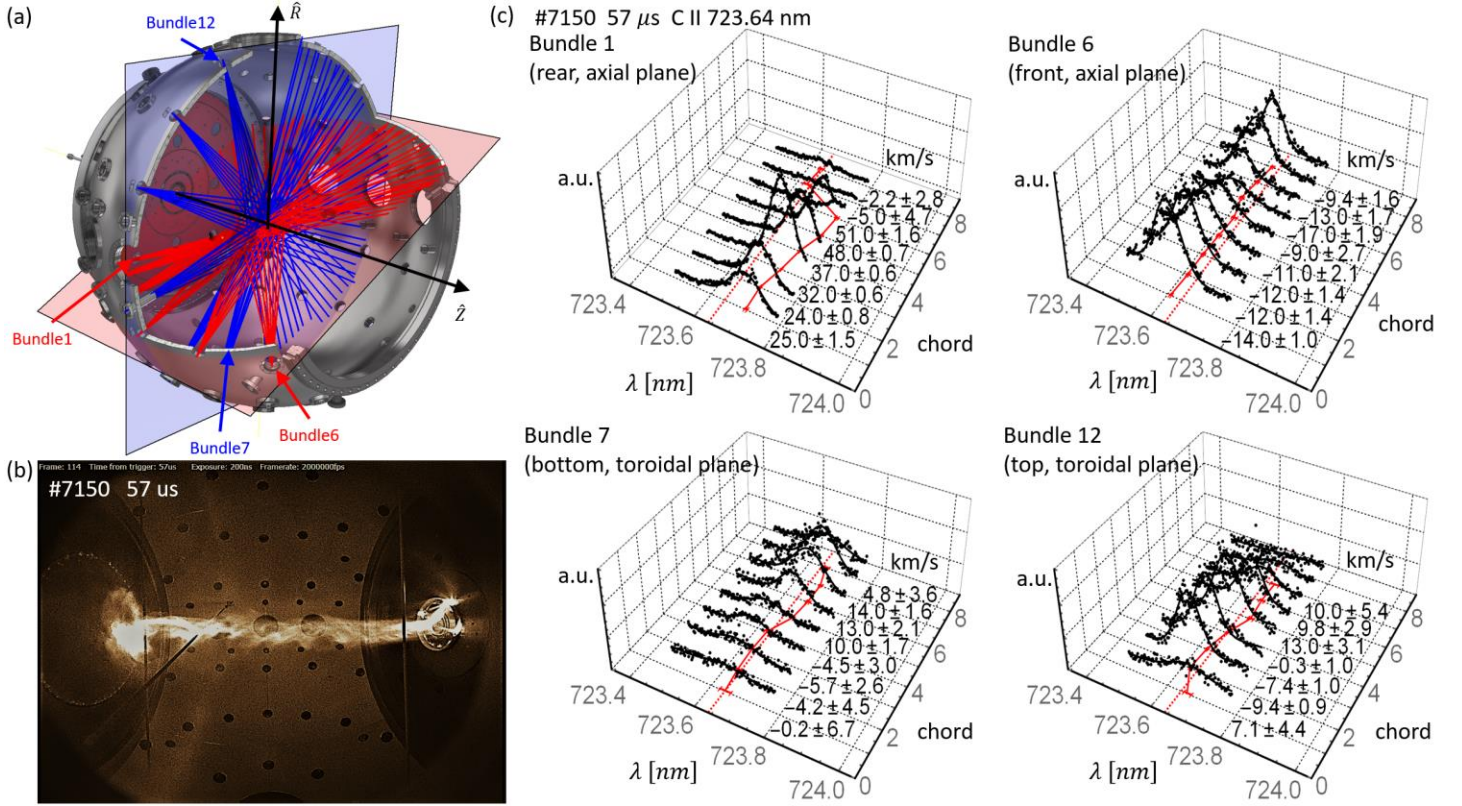 (a)
Bundle12
R̂
Ẑ
Bundle1
Bundle7
Bundle6
(b)
Frame: 114 Time from trigger: 57us Exposure: 200ns Framerate: 2000000fps
#7150 57 us
(c)
#7150 57 μs C II 723.64 nm
Bundle 1
(rear, axial plane)
a.u.
km/s
−2.2±2.8
−5.0±4.7
51.0±1.6
48.0±0.7
37.0±0.6
32.0±0.6
24.0±0.8
25.0±1.5
8
6
4
2
0
chord
723.4
723.6
723.8
724.0
λ [nm]
Bundle 6
(front, axial plane)
a.u.
km/s
−9.4±1.6
−13.0±1.7
−17.0±1.9
−9.0±2.7
−11.0±2.1
−12.0±1.4
−12.0±1.4
−14.0±1.0
8
6
4
2
0
chord
723.4
723.6
723.8
724.0
λ [nm]
Bundle 7
(bottom, toroidal plane)
a.u.
km/s
4.8±3.6
14.0±1.6
13.0±2.1
10.0±1.7
−4.5±3.0
−5.7±2.6
−4.2±4.5
−0.2±6.7
8
6
4
2
0
chord
723.4
723.6
723.8
724.0
λ [nm]
Bundle 12
(top, toroidal plane)
a.u.
km/s
10.0±5.4
9.8±2.9
13.0±3.1
−0.3±1.0
−7.4±1.0
−9.4±0.9
7.1±4.4
8
6
4
2
0
chord
723.4
723.6
723.8
724.0
λ [nm]